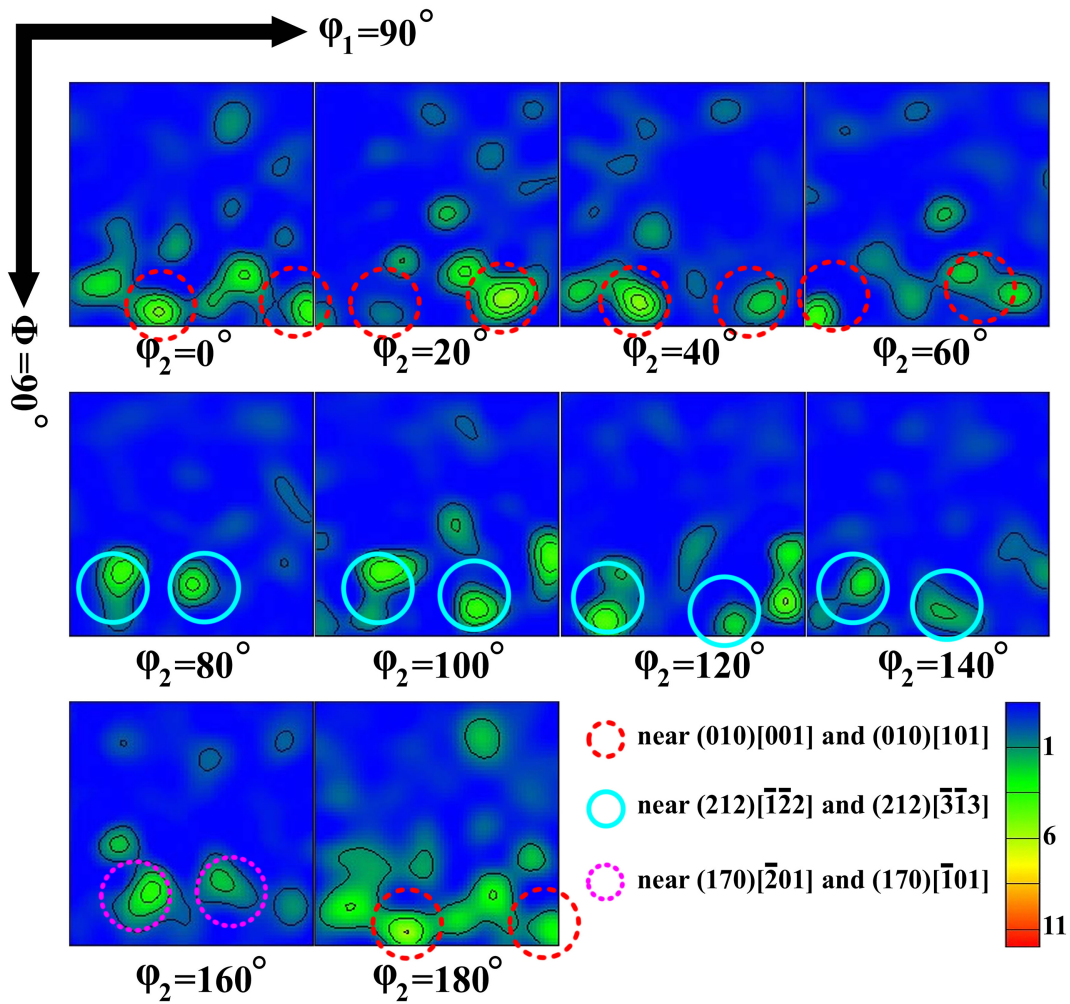 φ₁=90°
Φ=90°
φ₂=0° φ₂=20° φ₂=40° φ₂=60°
φ₂=80° φ₂=100° φ₂=120° φ₂=140°
near (010)[001] and (010)[101]
1
near (212)[1̅2̅2] and (212)[3̅1̅3]
6
near (170)[2̅01] and (170)[1̅01]
11
φ₂=160° φ₂=180°